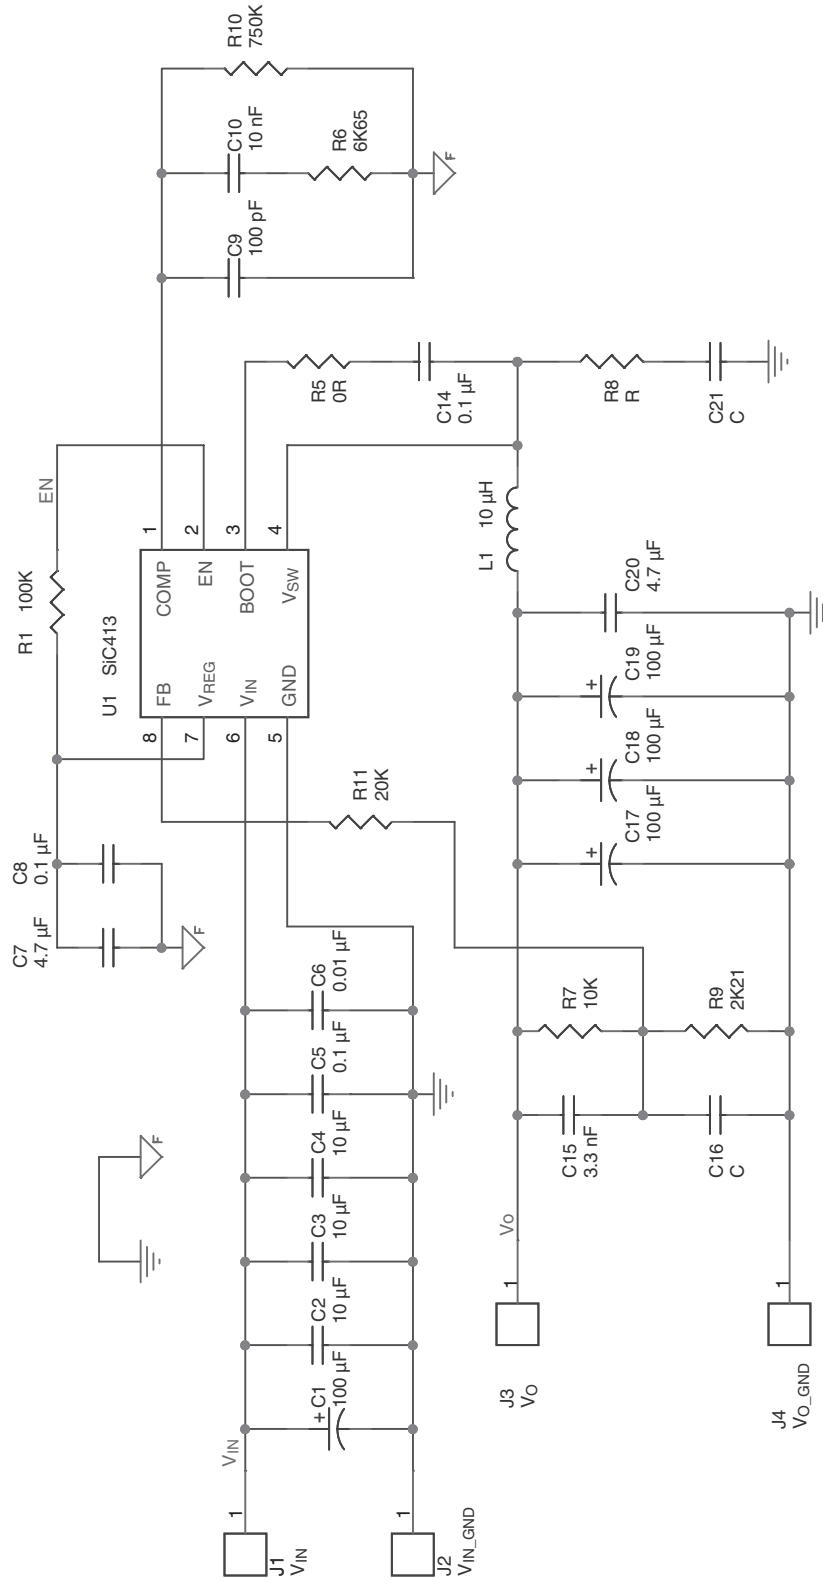 R10
750K
C10
10 nF
R6
6K65
F
C9
100 pF
R5
0R
C14
0.1 µF
R8
R
C21
C
EN
R1 100K
U1 SiC413
1
2
3
4
COMP
EN
BOOT
VSW
FB
VREG
VIN
GND
8
7
6
5
L1 10 µH
C20
4.7 µF
C19
100 µF
C18
100 µF
C17
100 µF
+
+
+
R11
20K
C8
0.1 µF
C7
4.7 µF
F
C6
0.01 µF
C5
0.1 µF
C4
10 µF
C3
10 µF
C2
10 µF
C1
100 µF
+
F
R7
10K
R9
2K21
C15
3.3 nF
C16
C
Vo
VIN
1
J1
VIN
1
J2
VIN_GND
1
J3
VO
1
J4
VO_GND